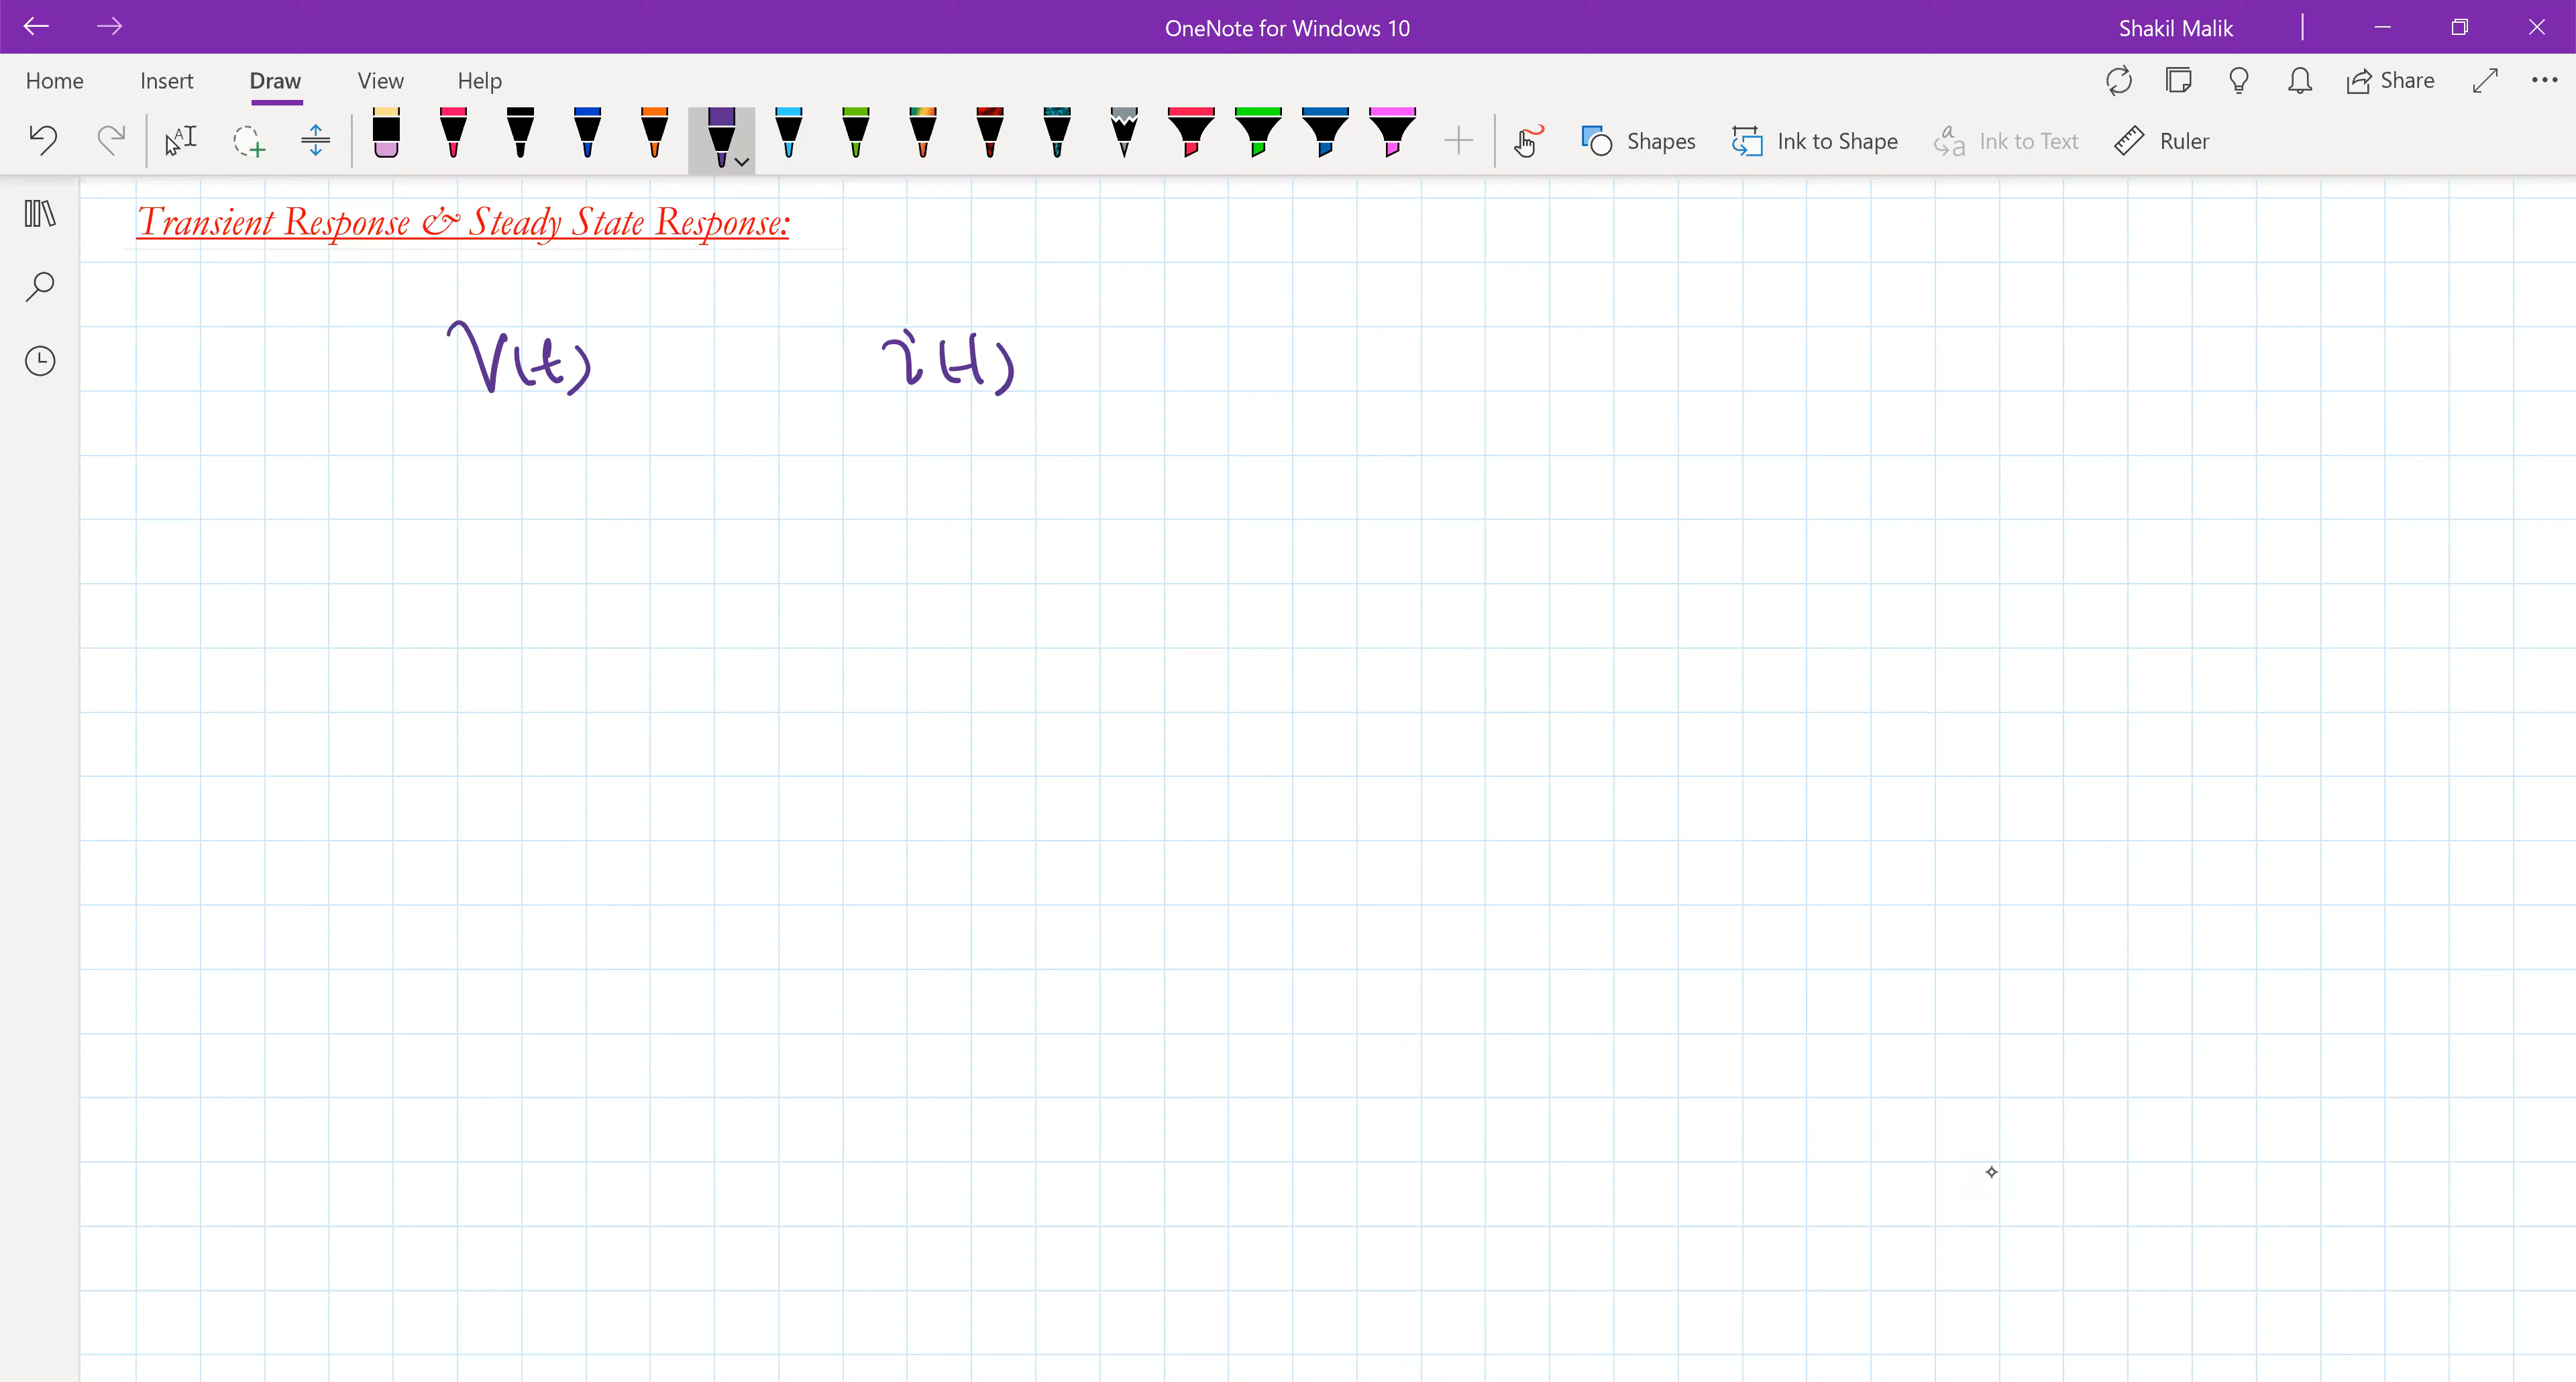 OneNote for Windows 10 Shakil Malik
Home Insert Draw View Help Share
Shapes Ink to Shape Ink to Text Ruler
Transient Response & Steady State Response:
V(t) i(t)